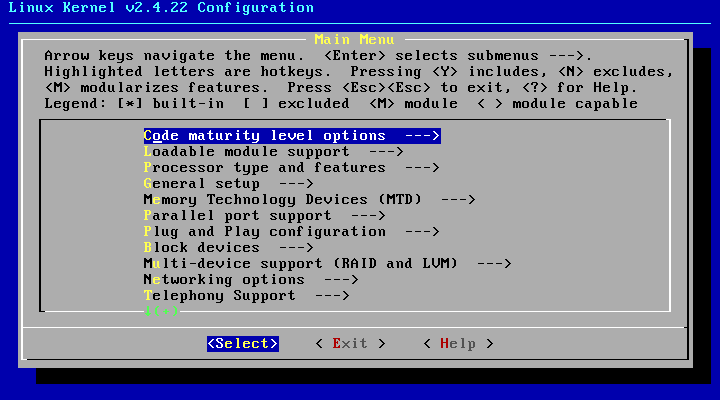 Linux Kernel v2.4.22 Configuration
Main Menu
Arrow keys navigate the menu.  <Enter> selects submenus --->.
Highlighted letters are hotkeys.  Pressing <Y> includes, <N> excludes,
<M> modularizes features.  Press <Esc><Esc> to exit, <?> for Help.
Legend: [*] built-in  [ ] excluded  <M> module  < > module capable
Code maturity level options  --->
Loadable module support  --->
Processor type and features  --->
General setup  --->
Memory Technology Devices (MTD)  --->
Parallel port support  --->
Plug and Play configuration  --->
Block devices  --->
Multi-device support (RAID and LVM)  --->
Networking options  --->
Telephony Support  --->
<Select>    < Exit >    < Help >